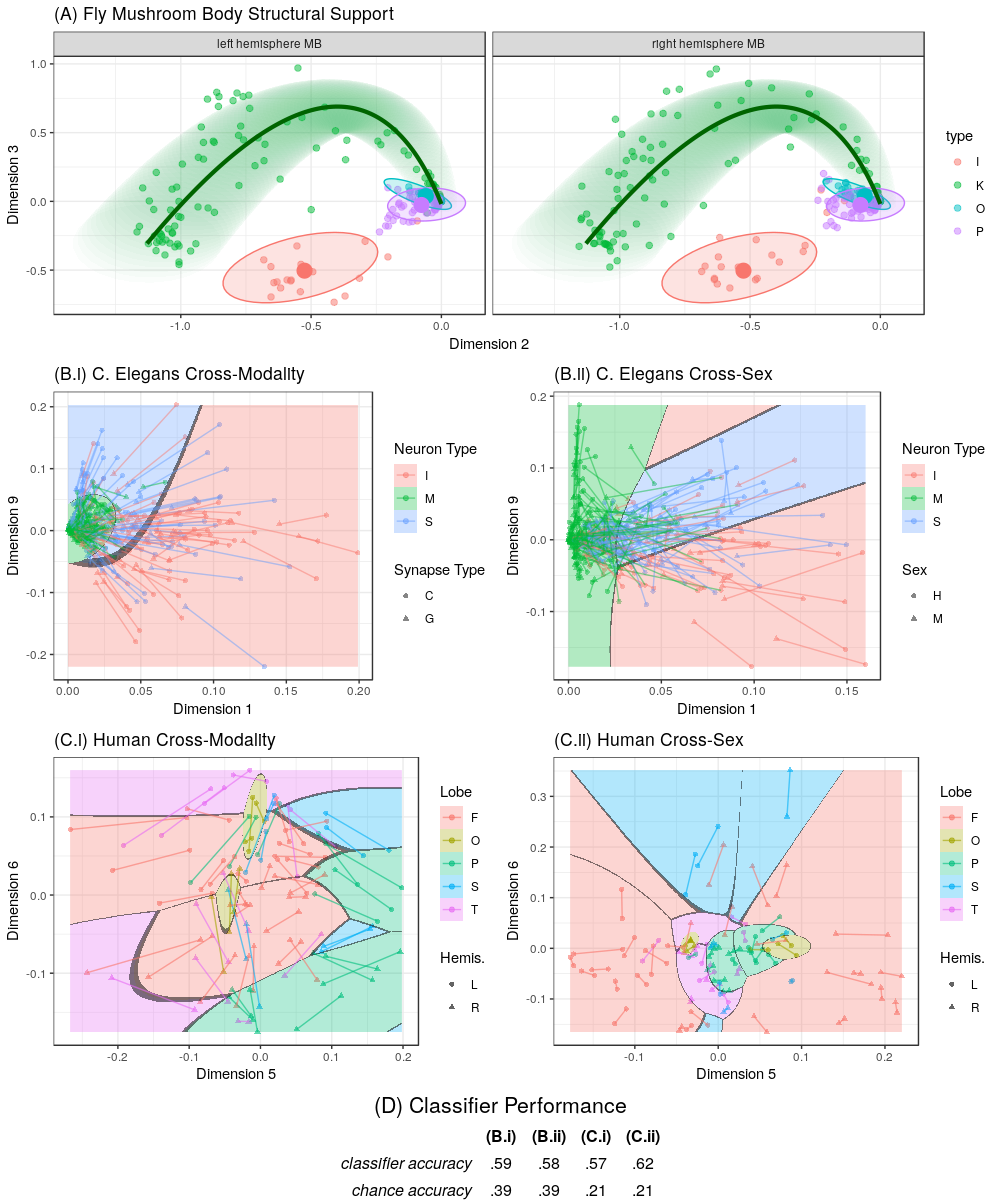 (A) Fly Mushroom Body Structural Support
left hemisphere MB
right hemisphere MB
Dimension 3
1.0
0.5
0.0
-0.5
-1.0
-0.5
0.0
-1.0
-0.5
0.0
Dimension 2
type
I
K
O
P
(B.i) C. Elegans Cross-Modality
Dimension 9
0.2
0.1
0.0
-0.1
-0.2
0.00
0.05
0.10
0.15
0.20
Dimension 1
Neuron Type
I
M
S
Synapse Type
C
G
(B.ii) C. Elegans Cross-Sex
Dimension 9
0.2
0.1
0.0
-0.1
0.00
0.05
0.10
0.15
Dimension 1
Neuron Type
I
M
S
Sex
H
M
(C.i) Human Cross-Modality
Dimension 6
0.1
0.0
-0.1
-0.2
-0.1
0.0
0.1
0.2
Dimension 5
Lobe
F
O
P
S
T
Hemis.
L
R
(C.ii) Human Cross-Sex
Dimension 6
0.3
0.2
0.1
0.0
-0.1
-0.1
0.0
0.1
0.2
Dimension 5
Lobe
F
O
P
S
T
Hemis.
L
R
(D) Classifier Performance
(B.i) (B.ii) (C.i) (C.ii)
classifier accuracy .59 .58 .57 .62
chance accuracy .39 .39 .21 .21